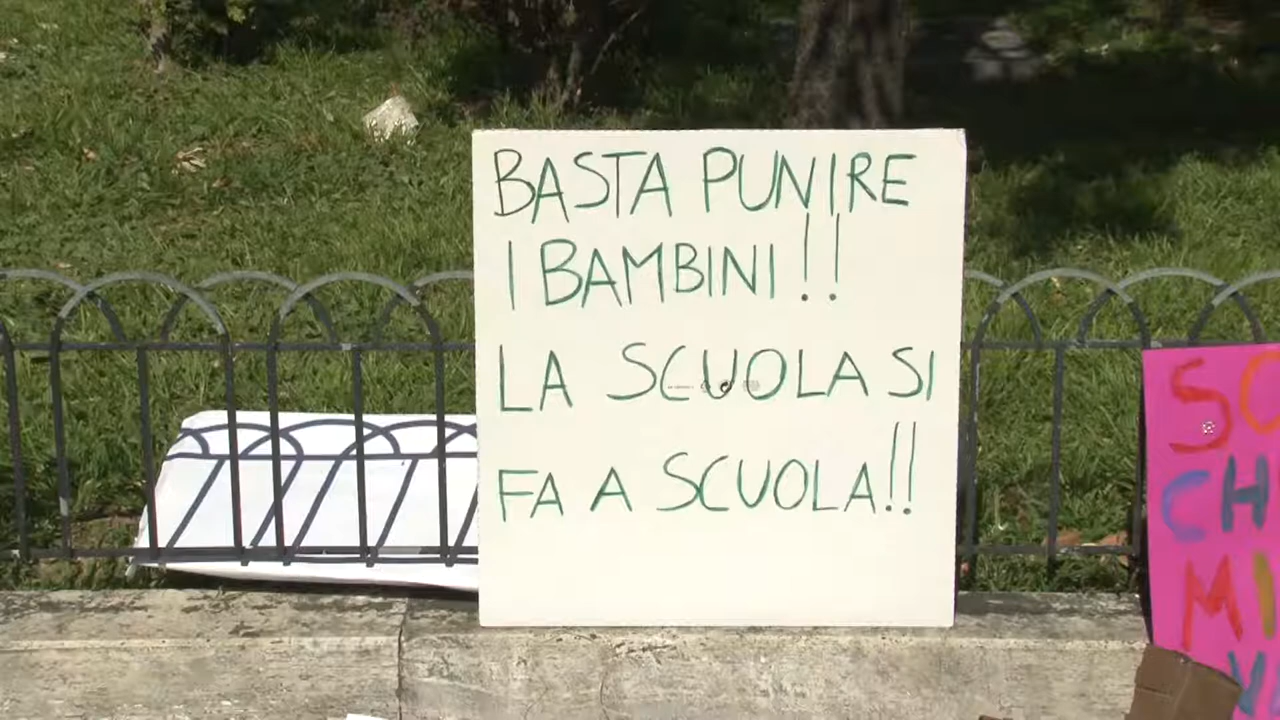 BASTA PUNIRE
I BAMBINI!!
LA SCUOLA SI
FA A SCUOLA!!